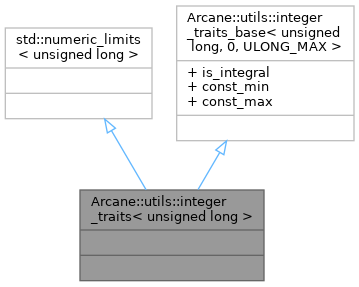 std::numeric_limits
< unsigned long >
Arcane::utils::integer
_traits_base< unsigned
long, 0, ULONG_MAX >
+ is_integral
+ const_min
+ const_max
Arcane::utils::integer
_traits< unsigned long >